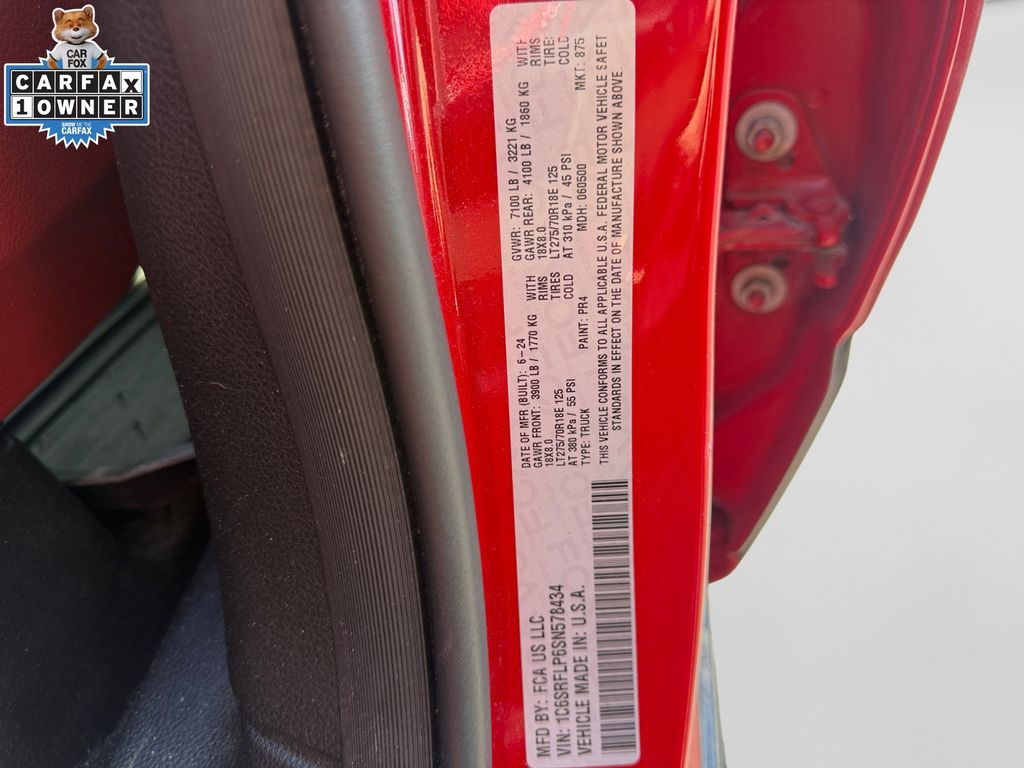 CAR
FOX
CARFAX
1 OWNER
SHOW ME THE
CARFAX
MFD BY: FCA US LLC
VIN: 1C6SRFLP6SN578434
VEHICLE MADE IN: U.S.A.
DATE OF MFR (BUILT): 6-24 GVWR: 7100 LB / 3221 KG
GAWR FRONT: 3900 LB / 1770 KG WITH GAWR REAR: 4100 LB / 1860 KG WITH
18X8.0 RIMS 18X8.0 RIMS
LT275/70R18E 125 TIRES LT275/70R18E 125 TIRES
AT 380 kPa / 55 PSI COLD AT 310 kPa / 45 PSI COLD
TYPE: TRUCK PAINT: PR4 MDH: 060500 MKT: 875
THIS VEHICLE CONFORMS TO ALL APPLICABLE U.S.A. FEDERAL MOTOR VEHICLE SAFET
STANDARDS IN EFFECT ON THE DATE OF MANUFACTURE SHOWN ABOVE.